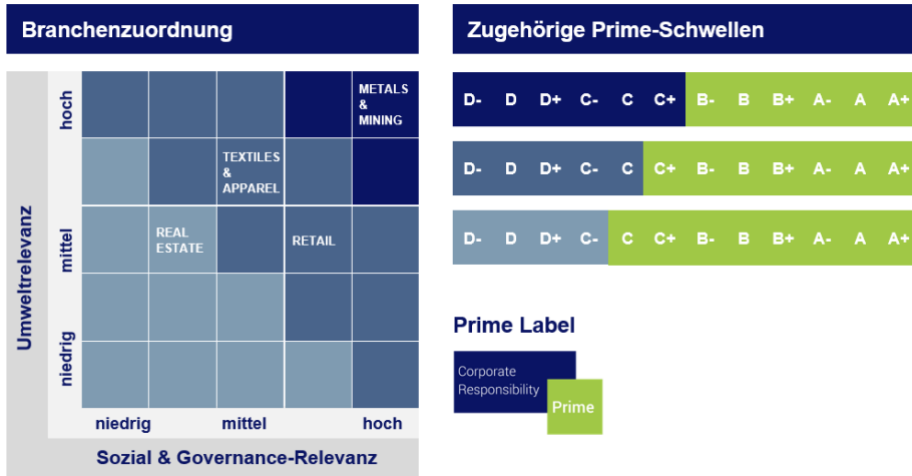 Branchenzuordnung
Umweltrelevanz
hoch
mittel
niedrig
METALS
&
MINING
TEXTILES
&
APPAREL
REAL
ESTATE
RETAIL
niedrig mittel hoch
Sozial & Governance-Relevanz
Zugehörige Prime-Schwellen
D- D D+ C- C C+ B- B B+ A- A A+
D- D D+ C- C C+ B- B B+ A- A A+
D- D D+ C- C C+ B- B B+ A- A A+
Prime Label
Corporate
Responsibility
Prime